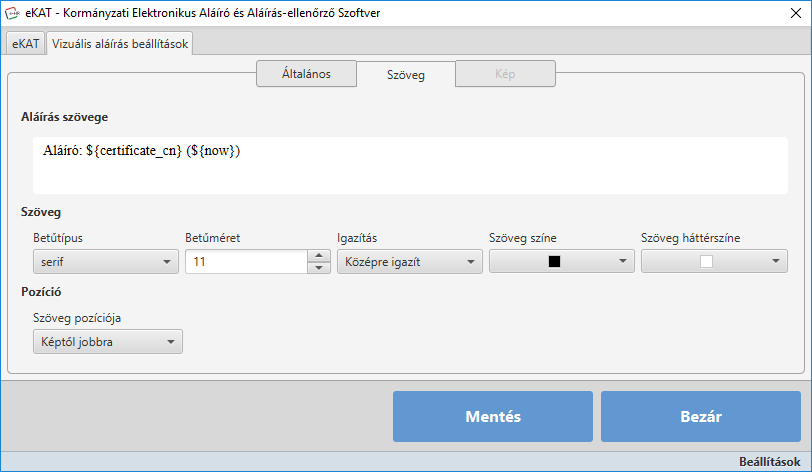 eKAT - Kormányzati Elektronikus Aláíró és Aláírás-ellenőrző Szoftver
eKAT Vizuális aláírás beállítások
Általános Szöveg Kép
Aláírás szövege
Aláíró: ${certificate_cn} (${now})
Szöveg
Betűtípus Betűméret Igazítás Szöveg színe Szöveg háttérszíne
serif 11 Középre igazít
Pozíció
Szöveg pozíciója
Képtől jobbra
Mentés Bezár
Beállítások